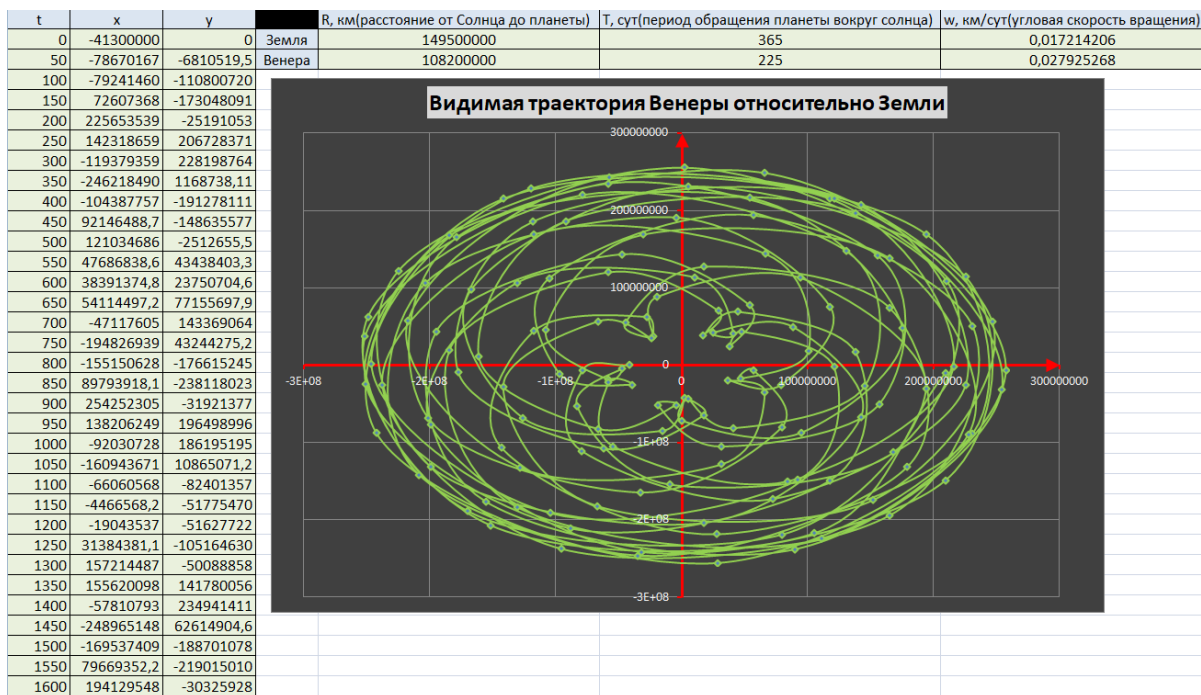 t x y R, км(расстояние от Солнца до планеты) T, сут(период обращения планеты вокруг солнца) w, км/сут(угловая скорость вращения)
0 -41300000 0 Земля 149500000 365 0,017214206
50 -78670167 -6810519,5 Венера 108200000 225 0,027925268
100 -79241460 -110800720
150 72607368 -173048091
200 225653539 -25191053
250 142318659 206728371
300 -119379359 228198764
350 -246218490 1168738,11
400 -104387757 -191278111
450 92146488,7 -148635577
500 121034686 -2512655,5
550 47686838,6 43438403,3
600 38391374,8 23750704,6
650 54114497,2 77155697,9
700 -47117605 143369064
750 -194826939 43244275,2
800 -155150628 -176615245
850 89793918,1 -238118023
900 254252305 -31921377
950 138206249 196498996
1000 -92030728 186195195
1050 -160943671 10865071,2
1100 -66060568 -82401357
1150 -4466568,2 -51775470
1200 -19043537 -51627722
1250 31384381,1 -105164630
1300 157214487 -50088858
1350 155620098 141780056
1400 -57810793 234941411
1450 -248965148 62614904,6
1500 -169537409 -188701078
1550 79669352,2 -219015010
1600 194129548 -30325928
Видимая траектория Венеры относительно Земли
300000000
200000000
100000000
0
-3E+08 -2E+08 -1E+08 0 100000000 200000000 300000000
-1E+08
-2E+08
-3E+08